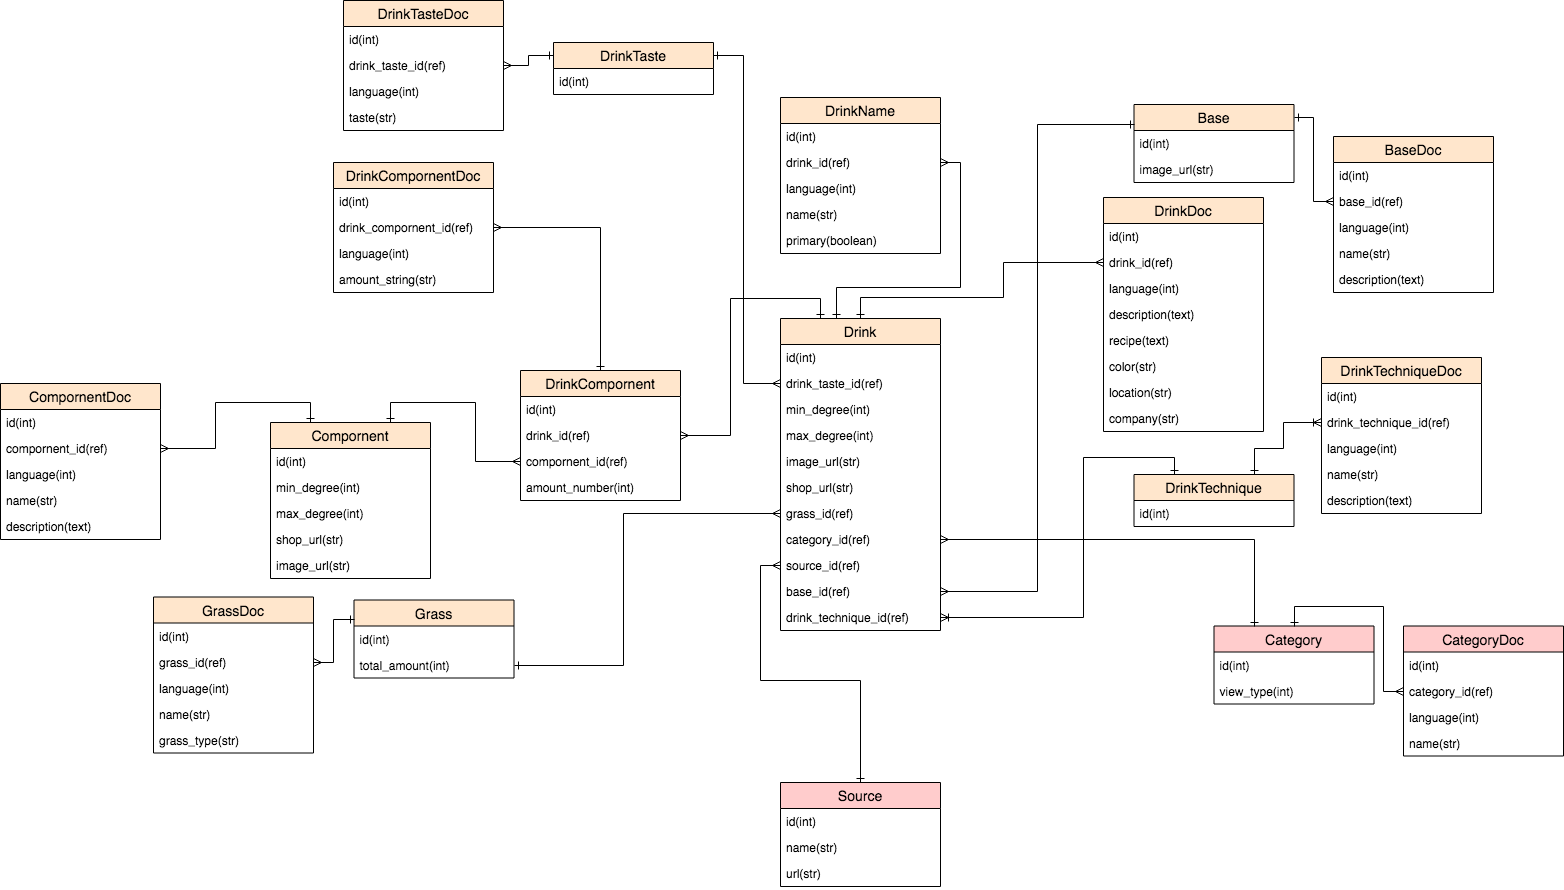 DrinkTasteDoc
id(int)
drink_taste_id(ref)
language(int)
taste(str)
DrinkTaste
id(int)
DrinkName
id(int)
drink_id(ref)
language(int)
name(str)
primary(boolean)
Base
id(int)
image_url(str)
BaseDoc
id(int)
base_id(ref)
language(int)
name(str)
description(text)
DrinkCompornentDoc
id(int)
drink_compornent_id(ref)
language(int)
amount_string(str)
DrinkDoc
id(int)
drink_id(ref)
language(int)
description(text)
recipe(text)
color(str)
location(str)
company(str)
Drink
id(int)
drink_taste_id(ref)
min_degree(int)
max_degree(int)
image_url(str)
shop_url(str)
grass_id(ref)
category_id(ref)
source_id(ref)
base_id(ref)
drink_technique_id(ref)
DrinkTechniqueDoc
id(int)
drink_technique_id(ref)
language(int)
name(str)
description(text)
DrinkCompornent
id(int)
drink_id(ref)
compornent_id(ref)
amount_number(int)
CompornentDoc
id(int)
compornent_id(ref)
language(int)
name(str)
description(text)
Compornent
id(int)
min_degree(int)
max_degree(int)
shop_url(str)
image_url(str)
DrinkTechnique
id(int)
GrassDoc
id(int)
grass_id(ref)
language(int)
name(str)
grass_type(str)
Grass
id(int)
total_amount(int)
Category
id(int)
view_type(int)
CategoryDoc
id(int)
category_id(ref)
language(int)
name(str)
Source
id(int)
name(str)
url(str)